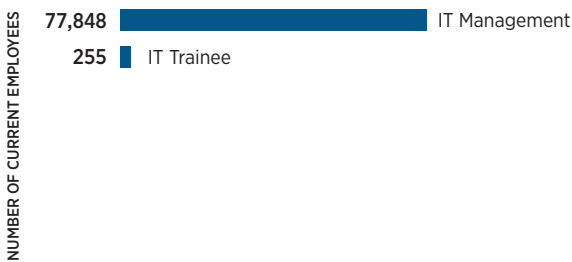 NUMBER OF CURRENT EMPLOYEES
77,848 IT Management
255 IT Trainee